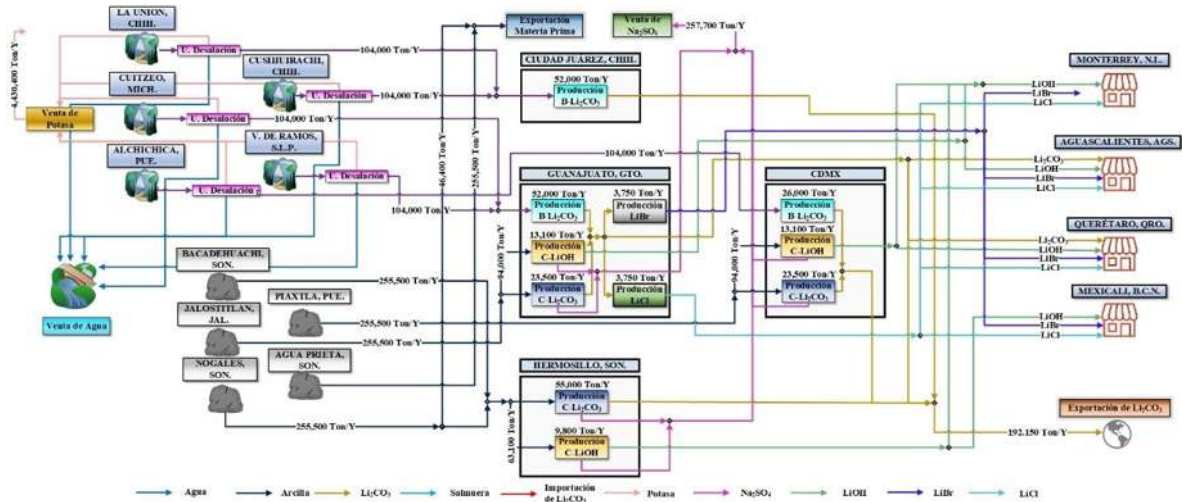 LA UNION,
CHIH.
U. Desalación
CUITZEO,
MICH.
U. Desalación
CUSIHUIRACHI,
CHIH.
U. Desalación
V. DE RAMOS,
S.L.P.
U. Desalación
ALCHICHICA,
PUE.
U. Desalación
4,430,400 Ton/Y
Venta de
Potasa
Venta de Agua
104,000 Ton/Y
104,000 Ton/Y
104,000 Ton/Y
104,000 Ton/Y
104,000 Ton/Y
Exportación
Materia Prima
Venta de
Na₂SO₄
257,700 Ton/Y
46,400 Ton/Y
255,500 Ton/Y
CIUDAD JUÁREZ, CHIH.
52,000 Ton/Y
Producción
B-Li₂CO₃
GUANAJUATO, GTO.
52,000 Ton/Y
Producción
B-Li₂CO₃
3,750 Ton/Y
Producción
LiBr
13,100 Ton/Y
Producción
C-LiOH
23,500 Ton/Y
Producción
C-Li₂CO₃
3,750 Ton/Y
Producción
LiCl
94,000 Ton/Y
CDMX
26,000 Ton/Y
Producción
B-Li₂CO₃
13,100 Ton/Y
Producción
C-LiOH
23,500 Ton/Y
Producción
C-Li₂CO₃
94,000 Ton/Y
BACADEHUACHI,
SON.
255,500 Ton/Y
PIAXTLA, PUE.
255,500 Ton/Y
JALOSTITLAN,
JAL.
255,500 Ton/Y
AGUA PRIETA,
SON.
NOGALES,
SON.
255,500 Ton/Y
HERMOSILLO, SON.
55,000 Ton/Y
Producción
C-Li₂CO₃
9,800 Ton/Y
Producción
C-LiOH
63,100 Ton/Y
MONTERREY, N.L.
LiOH
LiBr
LiCl
AGUASCALIENTES, AGS.
Li₂CO₃
LiOH
LiBr
LiCl
QUERÉTARO, QRO.
Li₂CO₃
LiOH
LiBr
LiCl
MEXICALI, B.C.N.
LiOH
LiBr
LiCl
Exportación de Li₂CO₃
192.150 Ton/Y
Agua
Arcilla
Li₂CO₃
Salmuera
Importación
de Li₂CO₃
Potasa
Na₂SO₄
LiOH
LiBr
LiCl